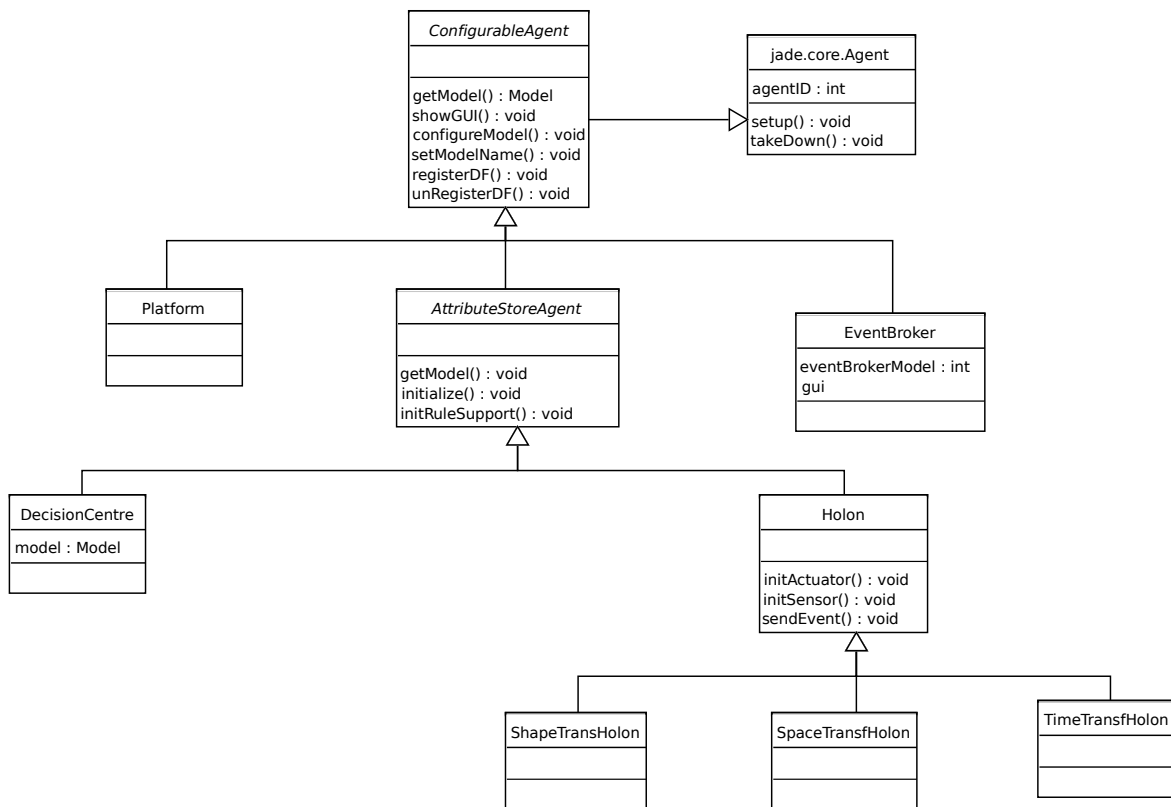 ConfigurableAgent
getModel() : Model
showGUI() : void
configureModel() : void
setModelName() : void
registerDF() : void
unRegisterDF() : void
jade.core.Agent
agentID : int
setup() : void
takeDown() : void
Platform
AttributeStoreAgent
getModel() : void
initialize() : void
initRuleSupport() : void
EventBroker
eventBrokerModel : int
gui
DecisionCentre
model : Model
Holon
initActuator() : void
initSensor() : void
sendEvent() : void
ShapeTransHolon
SpaceTransfHolon
TimeTransfHolon